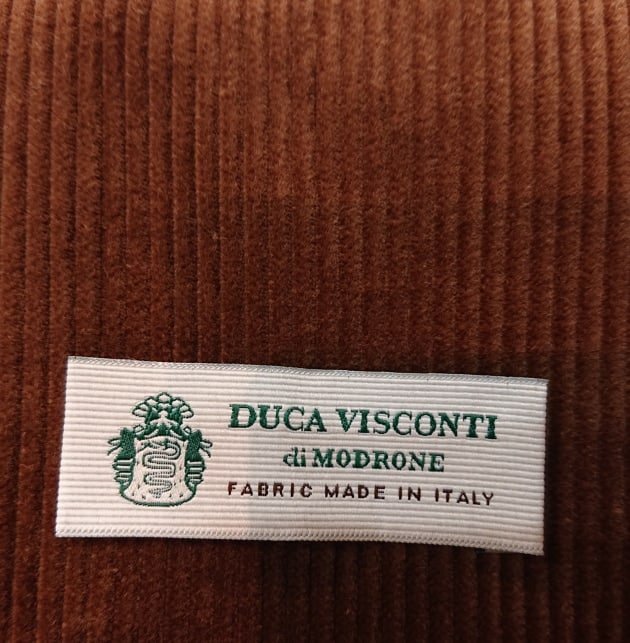 DUCA VISCONTI
di MODRONE
FABRIC MADE IN ITALY